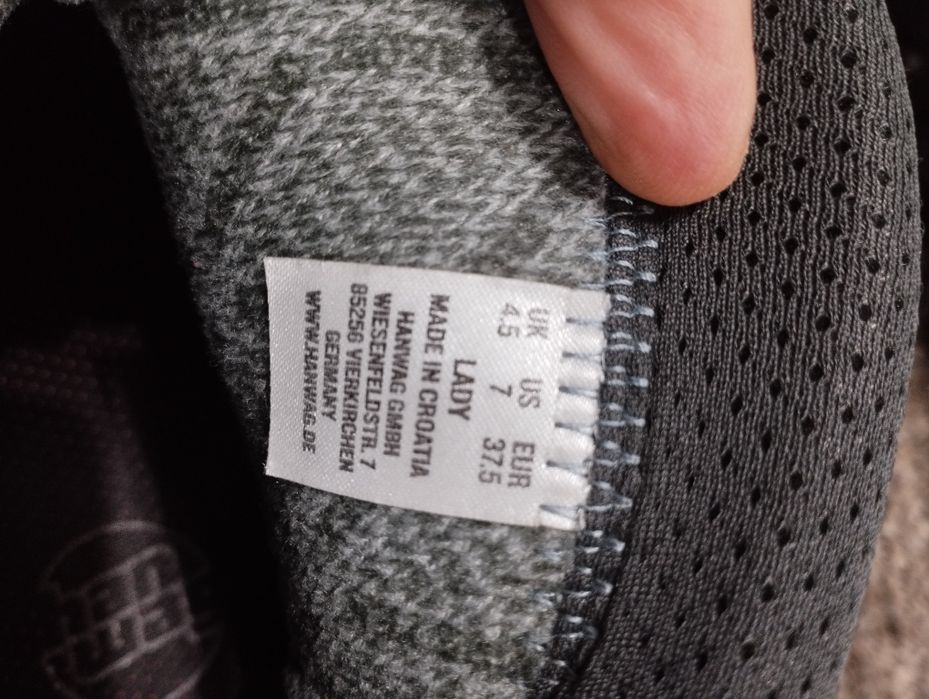 UK US EUR
4.5 7 37.5
LADY
MADE IN CROATIA
HANWAG GMBH
WIESENFELDSTR. 7
85256 VIERKIRCHEN
GERMANY
WWW.HANWAG.DE